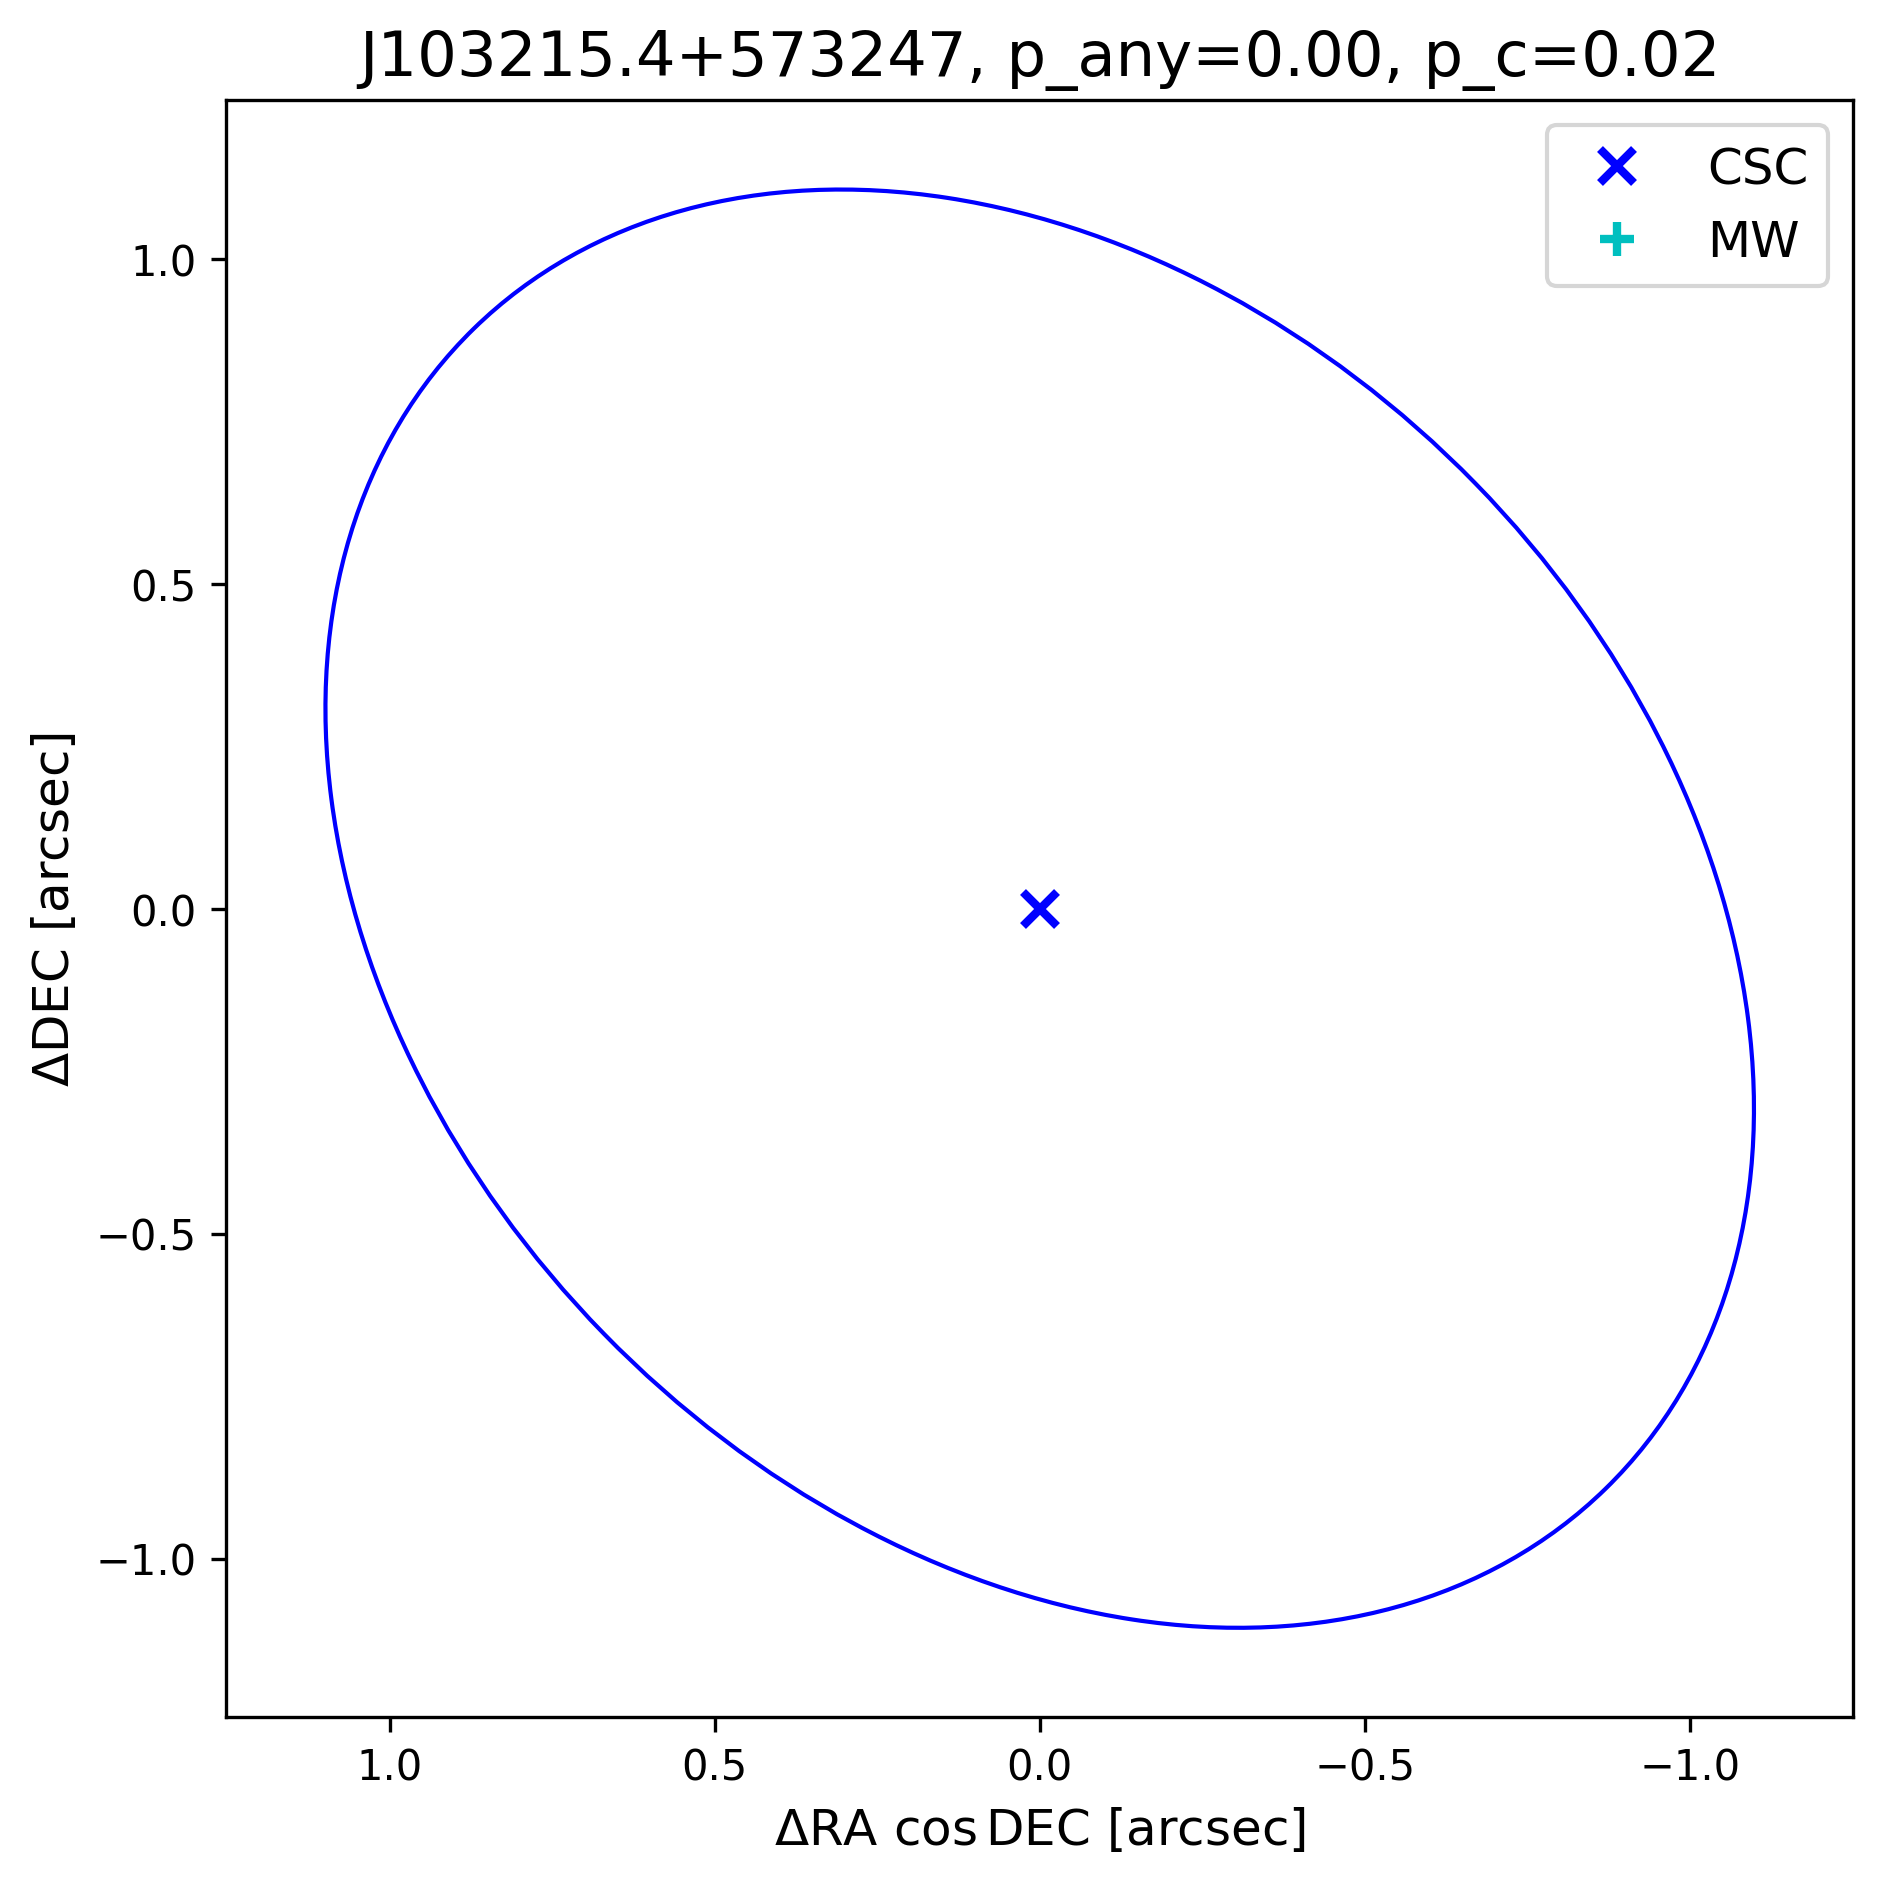 J103215.4+573247, p_any=0.00, p_c=0.02
CSC
MW
1.0
0.5
0.0
−0.5
−1.0
ΔDEC [arcsec]
1.0 0.5 0.0 −0.5 −1.0
ΔRA cos DEC [arcsec]